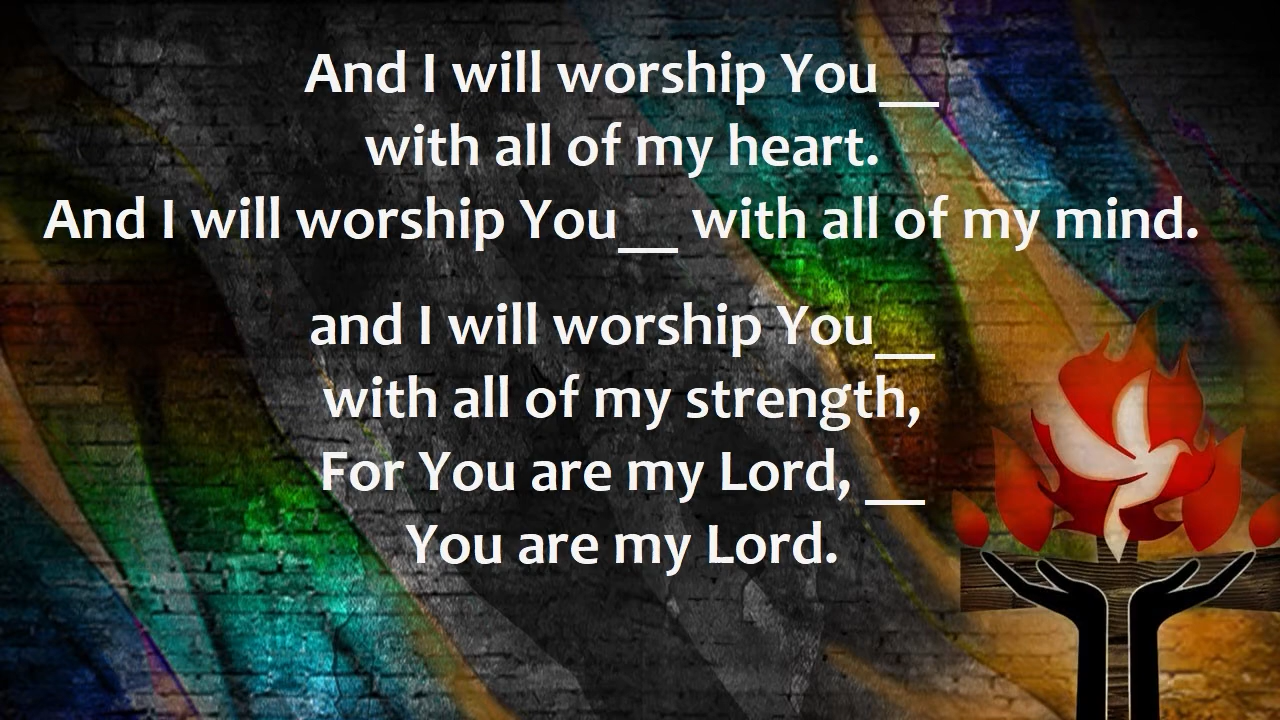 And I will worship You__
with all of my heart.
And I will worship You__ with all of my mind.
and I will worship You__
with all of my strength,
For You are my Lord, __
You are my Lord.